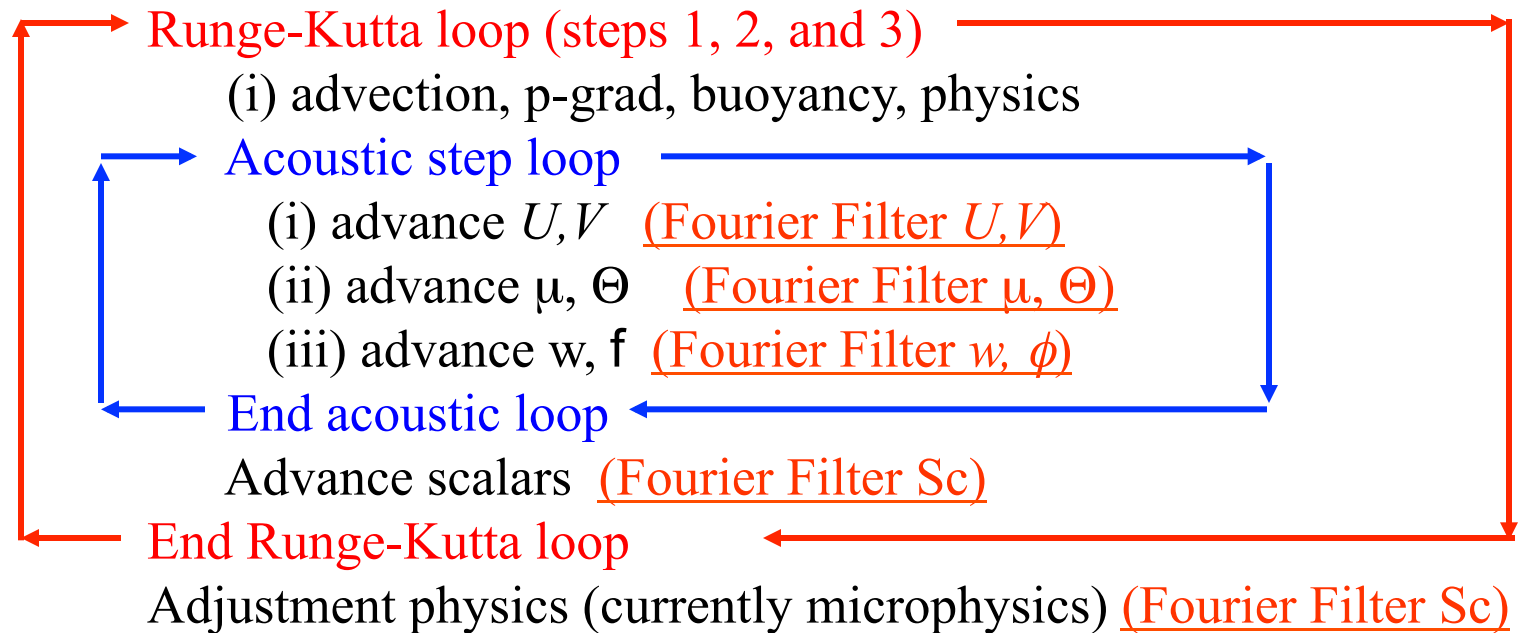 Runge-Kutta loop (steps 1, 2, and 3)
(i) advection, p-grad, buoyancy, physics
Acoustic step loop
(i) advance U,V (Fourier Filter U,V)
(ii) advance μ, Θ (Fourier Filter μ, Θ)
(iii) advance w, f (Fourier Filter w, ϕ)
End acoustic loop
Advance scalars (Fourier Filter Sc)
End Runge-Kutta loop
Adjustment physics (currently microphysics) (Fourier Filter Sc)